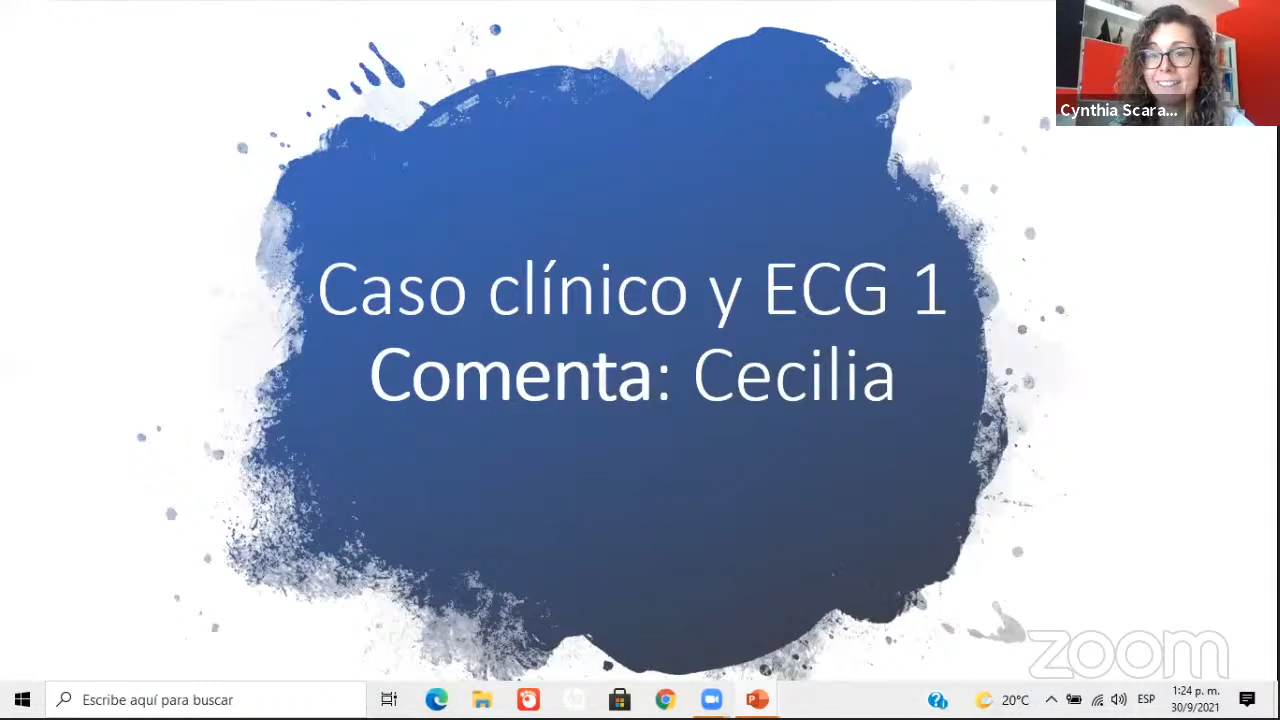 Cynthia Scara...
Caso clínico y ECG 1
Comenta: Cecilia
zoom
Escribe aquí para buscar
20°C
ESP
1:24 p. m.
30/9/2021